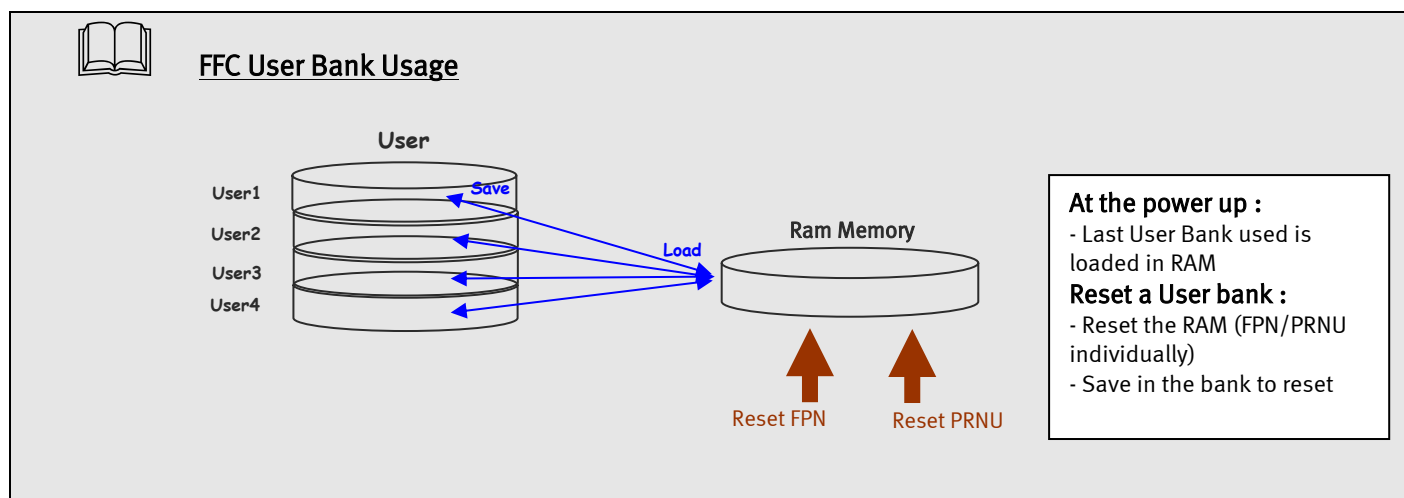 FFC User Bank Usage
User
User1
User2
User3
User4
Save
Load
Ram Memory
Reset FPN
Reset PRNU
At the power up :
- Last User Bank used is
loaded in RAM
Reset a User bank :
- Reset the RAM (FPN/PRNU
individually)
- Save in the bank to reset